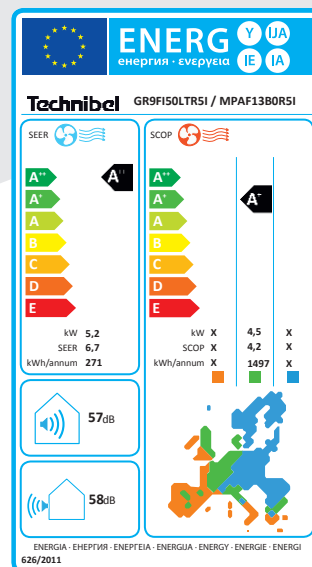 ENERG Y IJA
енергия · ενεργεια IE IA
Technibel GR9FI50LTR5I / MPAF13B0R5I
SEER
SCOP
A++ A++
A++ A++
A+ A+ A+
A A
B B
C C
D D
E E
kW 5,2 kW X 4,5 X
SEER 6,7 SCOP X 4,2 X
kWh/annum 271 kWh/annum X 1497 X
57dB
58dB
ENERGIA · ЕНЕРГИЯ · ΕΝΕΡΓΕΙΑ · ENERGIJA · ENERGY · ENERGIE · ENERGI
626/2011